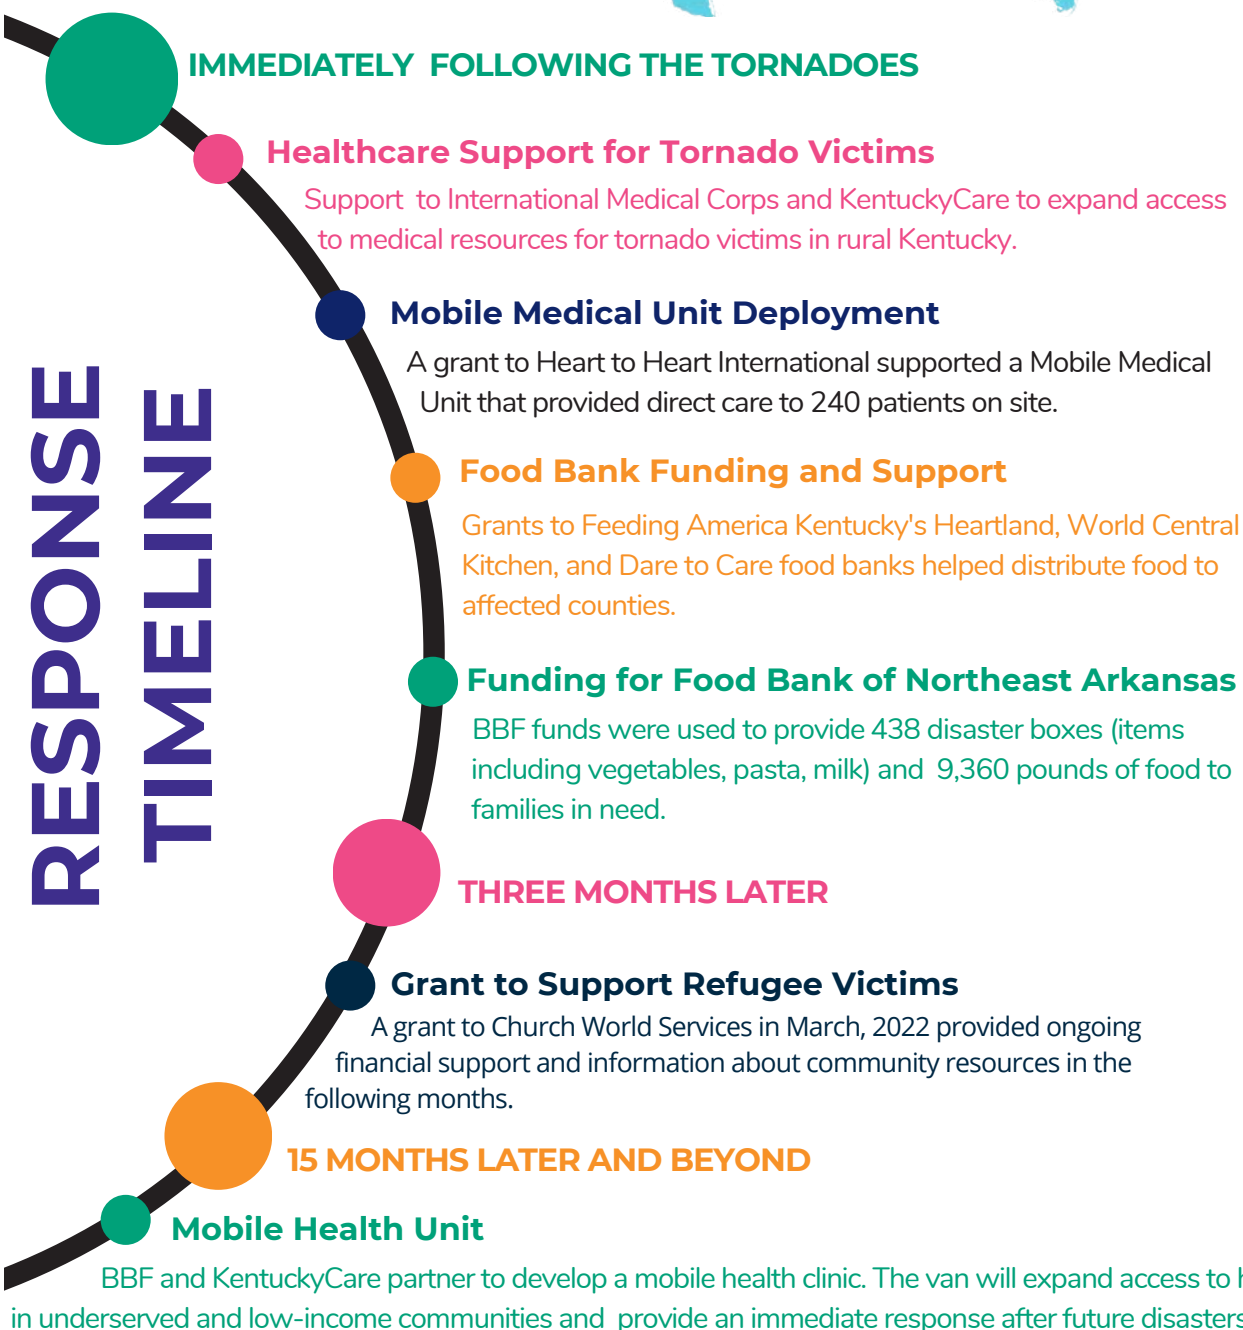 RESPONSE
TIMELINE
IMMEDIATELY FOLLOWING THE TORNADOES
Healthcare Support for Tornado Victims
Support to International Medical Corps and KentuckyCare to expand access
to medical resources for tornado victims in rural Kentucky.
Mobile Medical Unit Deployment
A grant to Heart to Heart International supported a Mobile Medical
Unit that provided direct care to 240 patients on site.
Food Bank Funding and Support
Grants to Feeding America Kentucky's Heartland, World Central
Kitchen, and Dare to Care food banks helped distribute food to
affected counties.
Funding for Food Bank of Northeast Arkansas
BBF funds were used to provide 438 disaster boxes (items
including vegetables, pasta, milk) and 9,360 pounds of food to
families in need.
THREE MONTHS LATER
Grant to Support Refugee Victims
A grant to Church World Services in March, 2022 provided ongoing
financial support and information about community resources in the
following months.
15 MONTHS LATER AND BEYOND
Mobile Health Unit
BBF and KentuckyCare partner to develop a mobile health clinic. The van will expand access to
in underserved and low-income communities and provide an immediate response after future disasters